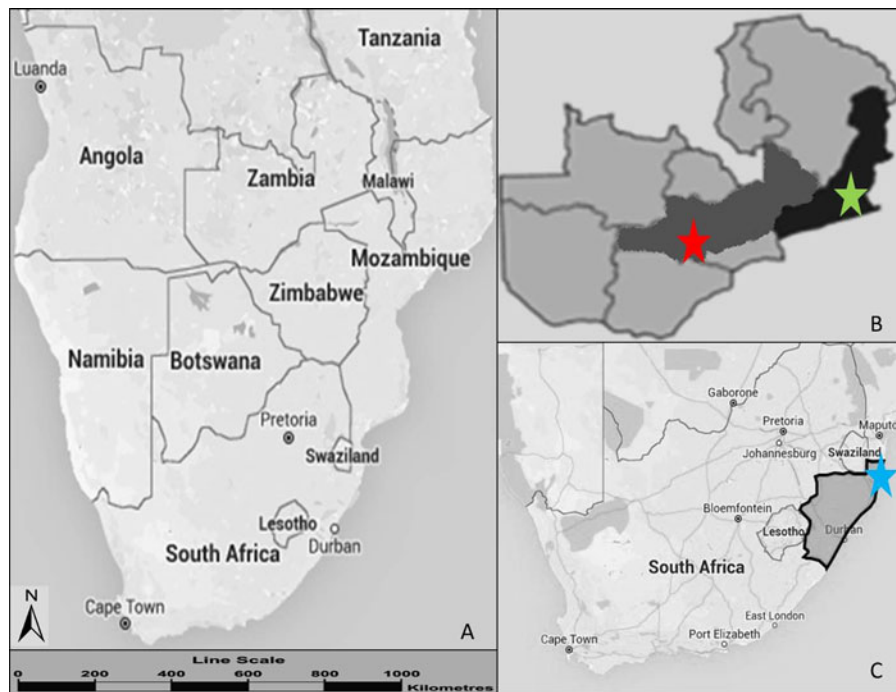 Tanzania
Luanda
Angola
Zambia
Malawi
Mozambique
Zimbabwe
Namibia
Botswana
Pretoria
Swaziland
Lesotho
Durban
South Africa
Cape Town
N
A
Line Scale
0 200 400 600 800 1000
Kilometres
B
Gaborone
Pretoria
Maputo
Johannesburg
Swaziland
Bloemfontein
Lesotho
Durban
South Africa
East London
Port Elizabeth
Cape Town
C